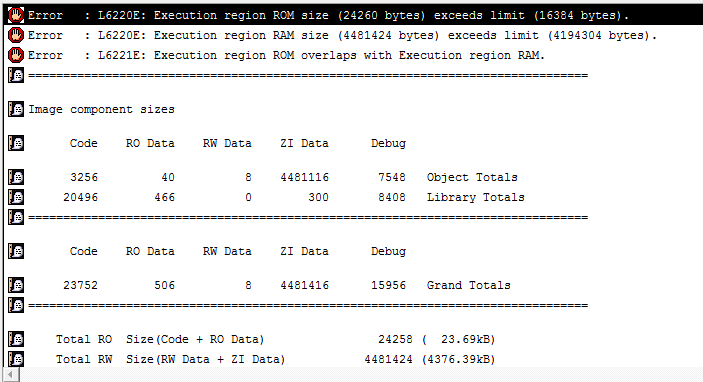 Error   : L6220E: Execution region ROM size (24260 bytes) exceeds limit (16384 bytes).
Error   : L6220E: Execution region RAM size (4481424 bytes) exceeds limit (4194304 bytes).
Error   : L6221E: Execution region ROM overlaps with Execution region RAM.
================================================================================
Image component sizes
      Code    RO Data    RW Data    ZI Data      Debug
      3256         40          8    4481116       7548   Object Totals
     20496        466          0        300       8408   Library Totals
================================================================================
      Code    RO Data    RW Data    ZI Data      Debug
     23752        506          8    4481416      15956   Grand Totals
================================================================================
    Total RO  Size(Code + RO Data)                24258 (  23.69kB)
    Total RW  Size(RW Data + ZI Data)           4481424 (4376.39kB)